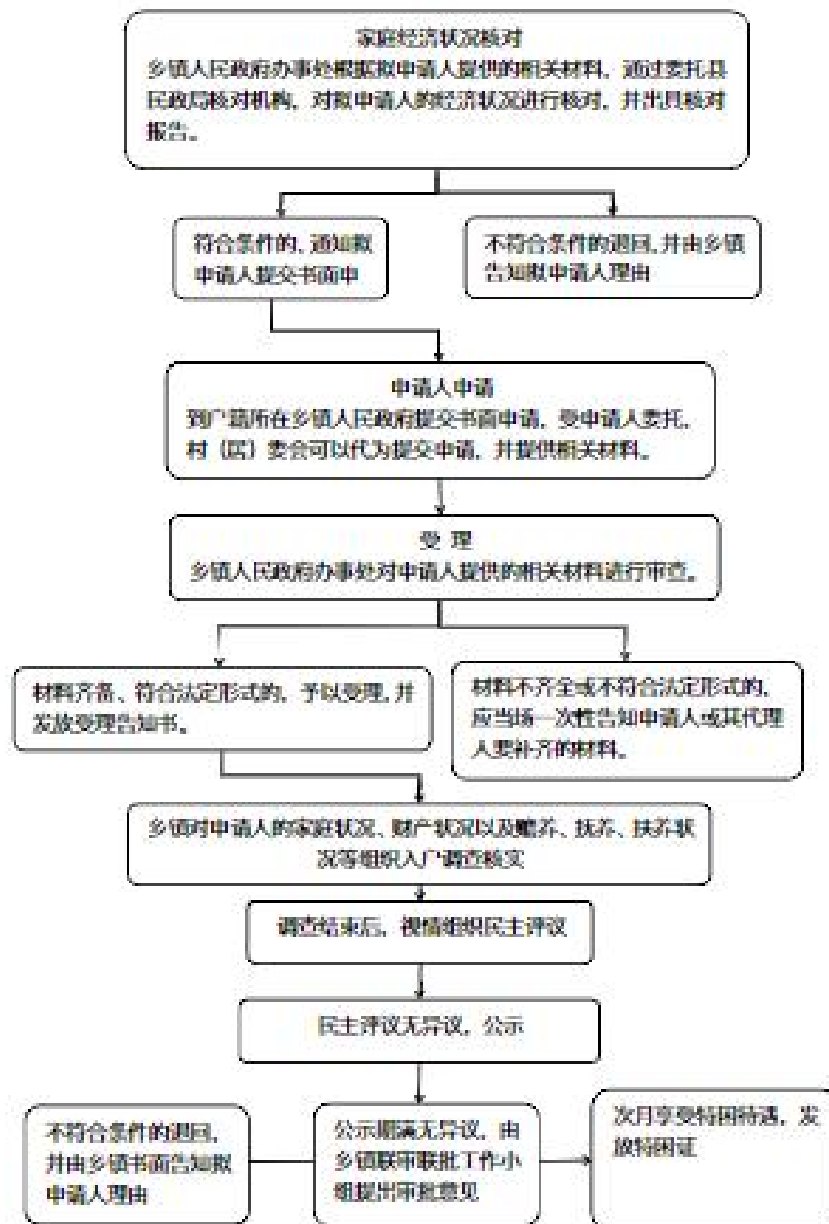 家庭经济状况核对
乡镇人民政府办事处根据拟申请人提供的相关材料，通过委托县
民政局核对机构，对拟申请人的经济状况进行核对，并出具核对
报告。
符合条件的，通知拟
申请人提交书面申
不符合条件的退回，并由乡镇
告知拟申请人理由
申请人申请
到户籍所在乡镇人民政府提交书面申请，受申请人委托，
村（居）委会可以代为提交申请，并提供相关材料。
受 理
乡镇人民政府办事处对申请人提供的相关材料进行审查。
材料齐备、符合法定形式的，予以受理，并
发放受理告知书。
材料不齐全或不符合法定形式的，
应当场一次性告知申请人或其代理
人要补齐的材料。
乡镇对申请人的家庭状况、财产状况以及赡养、抚养、扶养状
况等组织入户调查核实
调查结束后，视情组织民主评议
民主评议无异议，公示
不符合条件的退回，
并由乡镇书面告知拟
申请人理由
公示期满无异议，由
乡镇联审联批工作小
组提出审批意见
次月享受特困待遇，发
放特困证